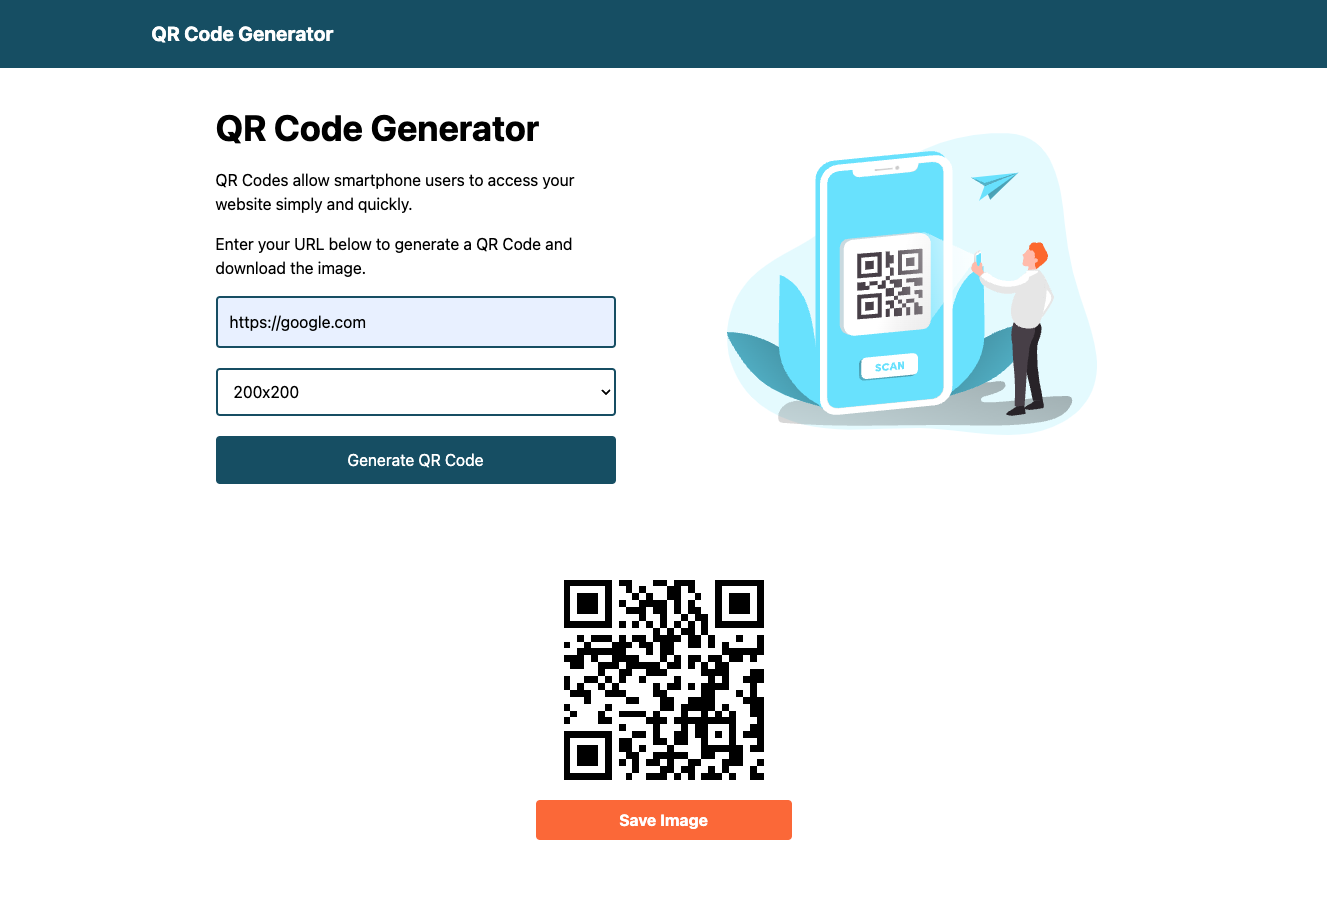 QR Code Generator
QR Code Generator
QR Codes allow smartphone users to access your
website simply and quickly.
Enter your URL below to generate a QR Code and
download the image.
https://google.com
200x200
Generate QR Code
SCAN
Save Image